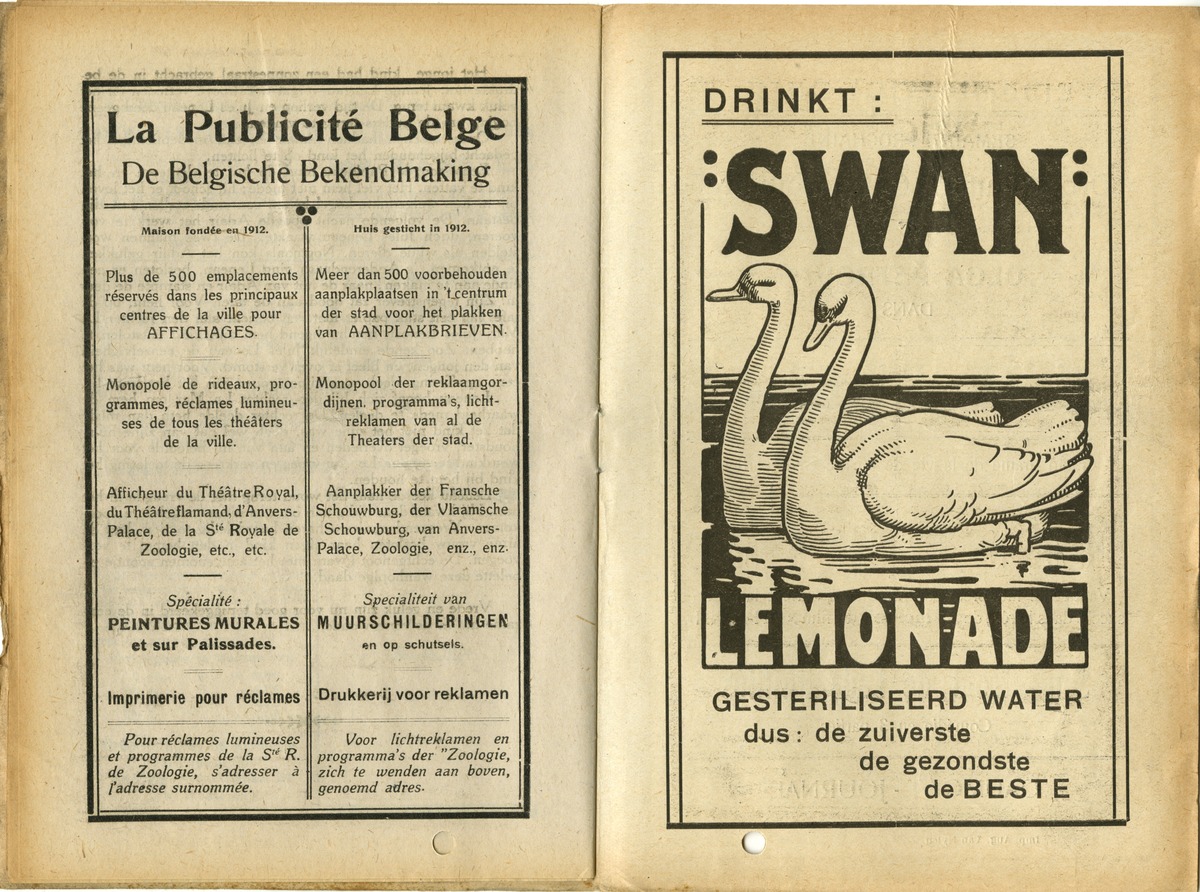 La Publicité Belge
De Belgische Bekendmaking
Maison fondée en 1912.
Plus de 500 emplacements
réservés dans les principaux
centres de la ville pour
AFFICHAGES.
Monopole de rideaux, pro-
grammes, réclames lumineu-
ses de tous les théâters
de la ville.
Afficheur du Théâtre Royal,
du Théâtre flamand, d'Anvers-
Palace, de la Sté Royale de
Zoologie, etc., etc.
Spécialité :
PEINTURES MURALES
et sur Palissades.
Imprimerie pour réclames
Pour réclames lumineuses
et programmes de la Sté R.
de Zoologie, s'adresser à
l'adresse surnommée.
Huis gesticht in 1912.
Meer dan 500 voorbehouden
aanplakplaatsen in 't centrum
der stad voor het plakken
van AANPLAKBRIEVEN.
Monopool der reklaamgor-
dijnen, programma's, licht-
reklamen van al de
Theaters der stad.
Aanplakker der Fransche
Schouwburg, der Vlaamsche
Schouwburg, van Anvers-
Palace, Zoologie, enz., enz.
Specialiteit van
MUURSCHILDERINGEN
en op schutsels.
Drukkerij voor reklamen
Voor lichtreklamen en
programma's der "Zoologie,
zich te wenden aan boven,
genoemd adres.
DRINKT :
:SWAN:
LEMONADE
GESTERILISEERD WATER
dus : de zuiverste
de gezondste
de BESTE